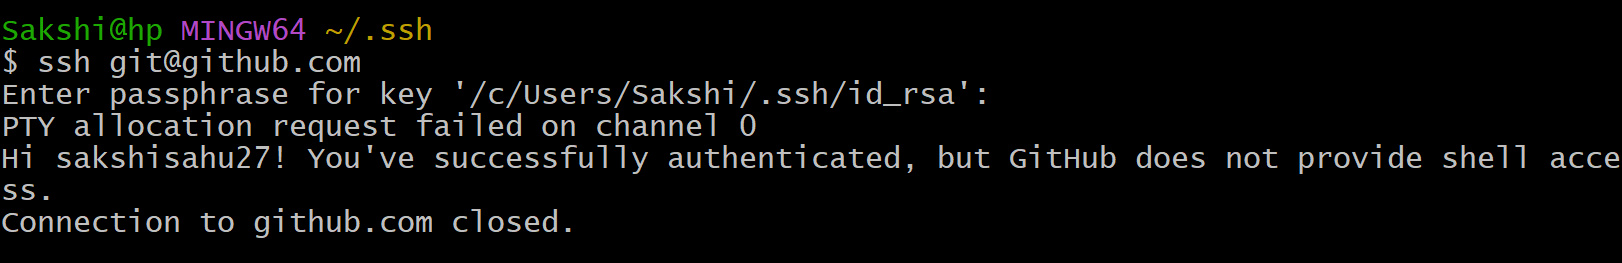 Sakshi@hp MINGW64 ~/.ssh
$ ssh git@github.com
Enter passphrase for key '/c/Users/Sakshi/.ssh/id_rsa':
PTY allocation request failed on channel 0
Hi sakshisahu27! You've successfully authenticated, but GitHub does not provide shell acce
ss.
Connection to github.com closed.